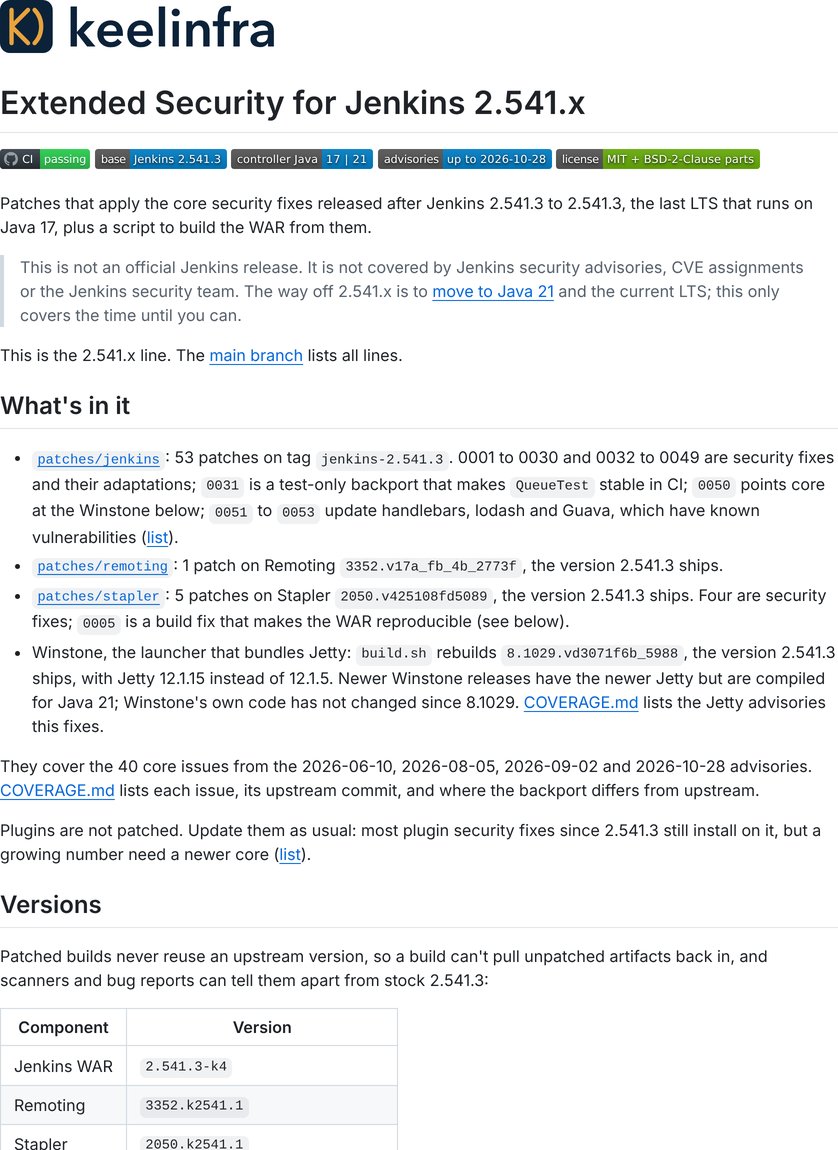 K) keelinfra
Extended Security for Jenkins 2.541.x
CI passing base Jenkins 2.541.3 controller Java 17 | 21 advisories up to 2026-10-28 license MIT + BSD-2-Clause parts
Patches that apply the core security fixes released after Jenkins 2.541.3 to 2.541.3, the last LTS that runs on
Java 17, plus a script to build the WAR from them.
This is not an official Jenkins release. It is not covered by Jenkins security advisories, CVE assignments
or the Jenkins security team. The way off 2.541.x is to move to Java 21 and the current LTS; this only
covers the time until you can.
This is the 2.541.x line. The main branch lists all lines.
What's in it
• patches/jenkins: 53 patches on tag jenkins-2.541.3. 0001 to 0030 and 0032 to 0049 are security fixes
and their adaptations; 0031 is a test-only backport that makes QueueTest stable in CI; 0050 points core
at the Winstone below; 0051 to 0053 update handlebars, lodash and Guava, which have known
vulnerabilities (list).
• patches/remoting: 1 patch on Remoting 3352.v17a_fb_4b_2773f, the version 2.541.3 ships.
• patches/stapler: 5 patches on Stapler 2050.v425108fd5089, the version 2.541.3 ships. Four are security
fixes; 0005 is a build fix that makes the WAR reproducible (see below).
• Winstone, the launcher that bundles Jetty: build.sh rebuilds 8.1029.vd3071f6b_5988, the version 2.541.3
ships, with Jetty 12.1.15 instead of 12.1.5. Newer Winstone releases have the newer Jetty but are compiled
for Java 21; Winstone's own code has not changed since 8.1029. COVERAGE.md lists the Jetty advisories
this fixes.
They cover the 40 core issues from the 2026-06-10, 2026-08-05, 2026-09-02 and 2026-10-28 advisories.
COVERAGE.md lists each issue, its upstream commit, and where the backport differs from upstream.
Plugins are not patched. Update them as usual: most plugin security fixes since 2.541.3 still install on it, but a
growing number need a newer core (list).
Versions
Patched builds never reuse an upstream version, so a build can't pull unpatched artifacts back in, and
scanners and bug reports can tell them apart from stock 2.541.3:
Component Version
Jenkins WAR 2.541.3-k4
Remoting 3352.k2541.1
Stapler 2050.k2541.1